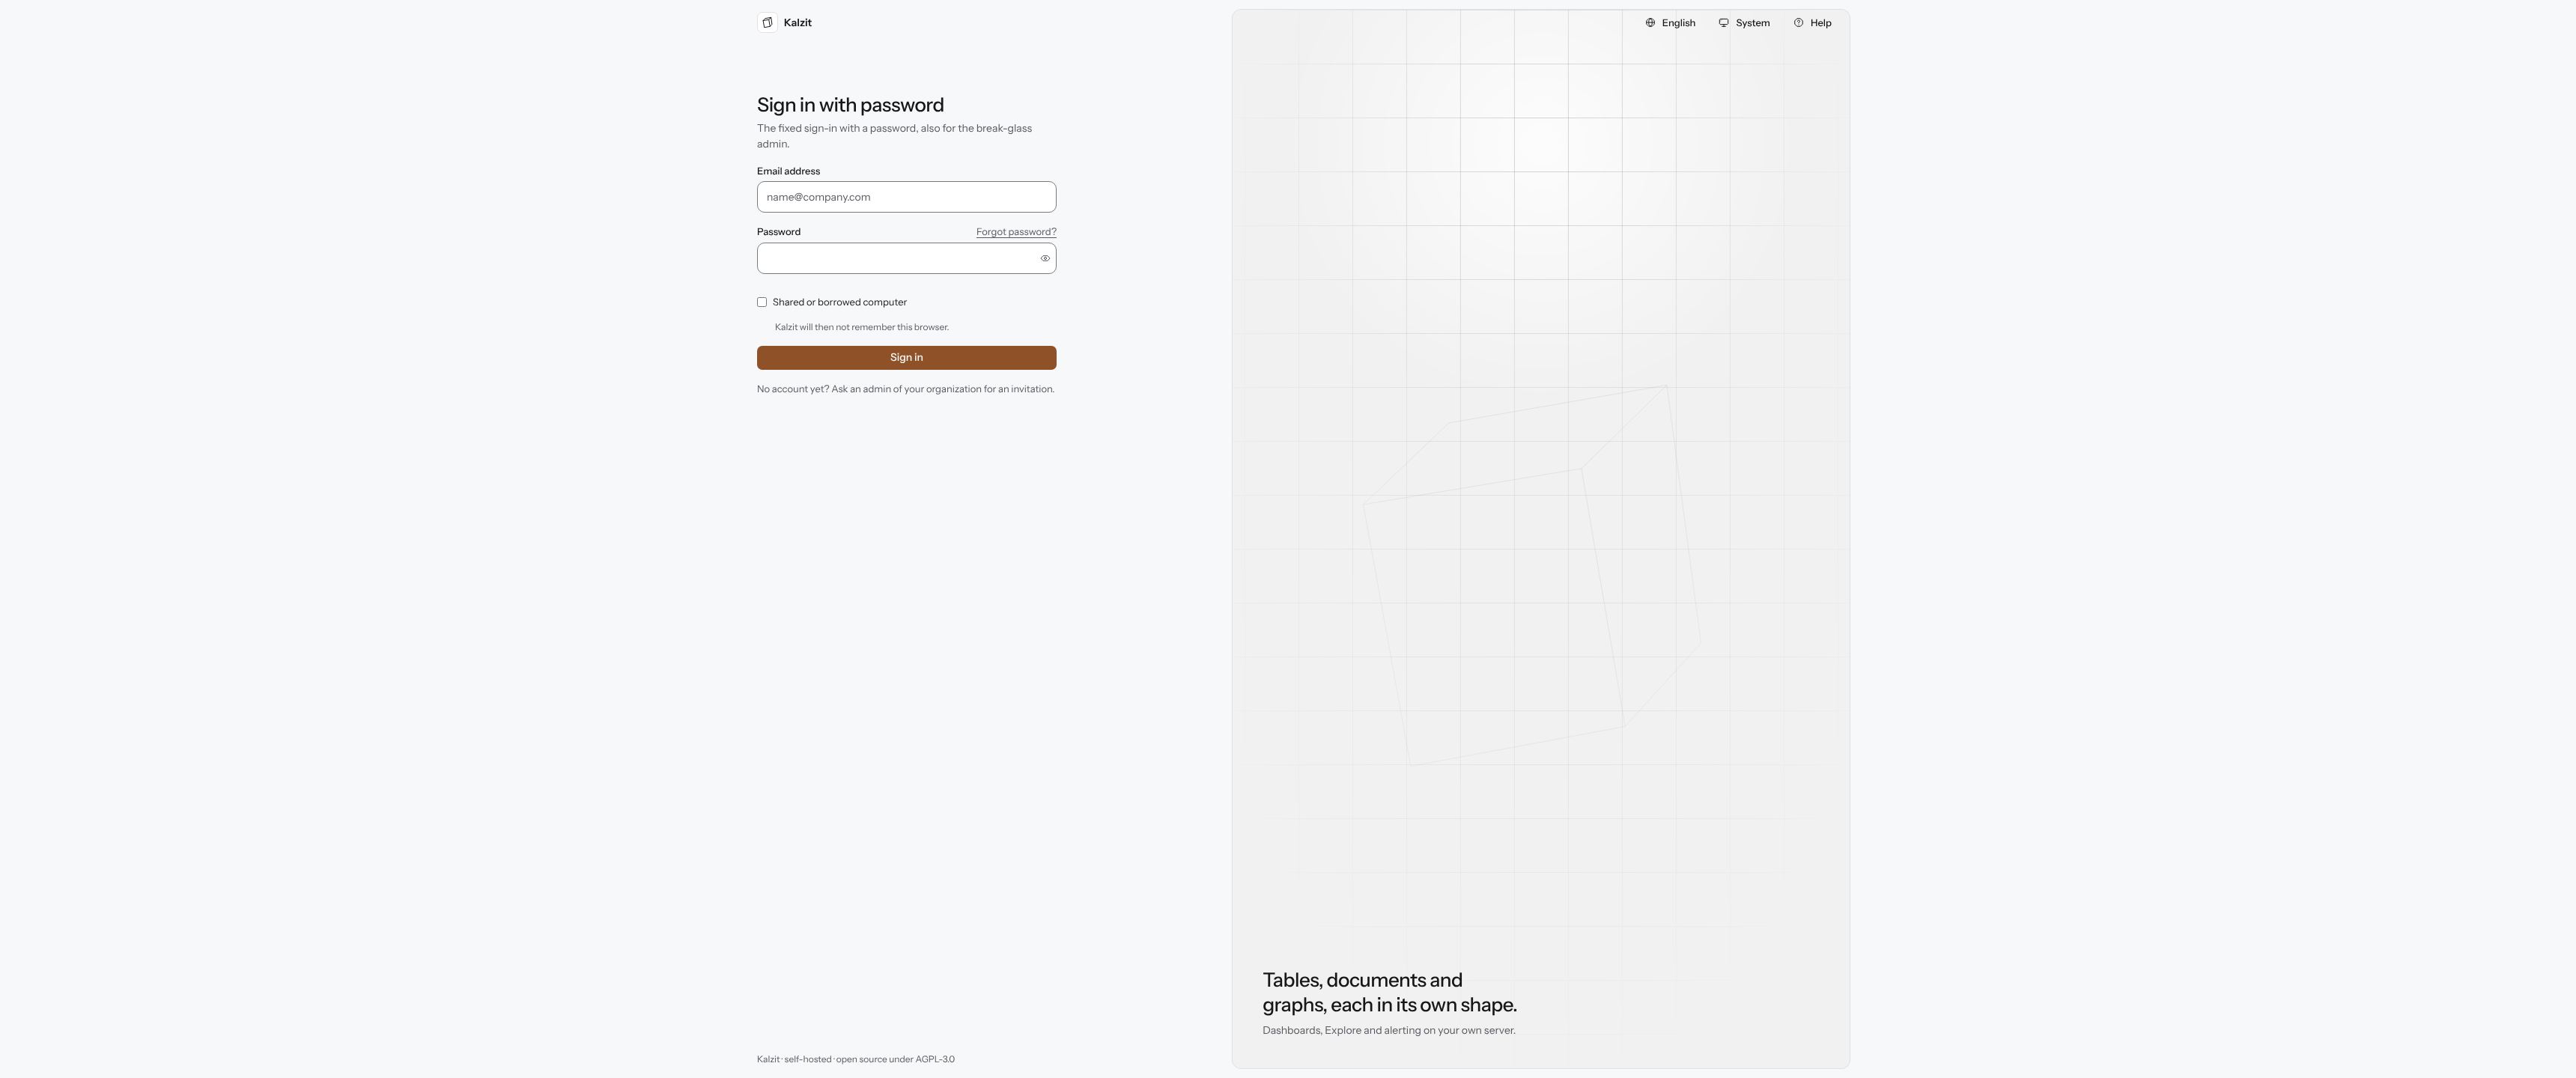 Kalzit
English
System
Help
Sign in with password
The fixed sign-in with a password, also for the break-glass
admin.
Email address
name@company.com
Password
Forgot password?
Shared or borrowed computer
Kalzit will then not remember this browser.
Sign in
No account yet? Ask an admin of your organization for an invitation.
Tables, documents and
graphs, each in its own shape.
Dashboards, Explore and alerting on your own server.
Kalzit · self-hosted · open source under AGPL-3.0